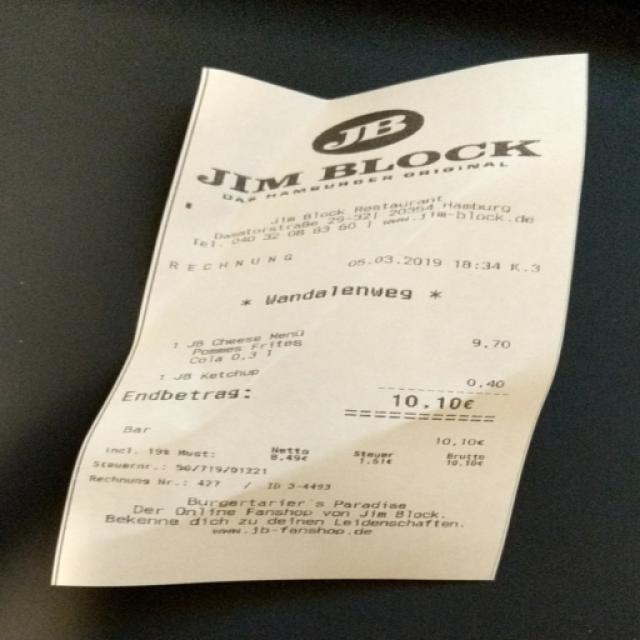 JB
JIM BLOCK
DAS HAMBURGER ORIGINAL
Jim Block Restaurant
Dammtorstraße 29-32| 20354 Hamburg
Tel. 040 32 08 83 60 | www.jim-block.de
RECHNUNG 05.03.2019 18:34 K.3
* Wandalenweg *
1 JB Cheese Menü 9,70
Pommes Frites
Cola 0.3 l
1 JB Ketchup 0,40
Endbetrag: 10,10€
Bar 10,10€
incl. 19% Mwst: Netto Steuer Brutto
8.49€ 1.61€ 10.10€
Steuernr.: 50/719/01221
Rechnung Nr.: 427 / ID 3-4493
Burgertarier's Paradise
Der Online Fanshop von Jim Block.
Bekenne dich zu deinen Leidenschaften.
www.jb-fanshop.de